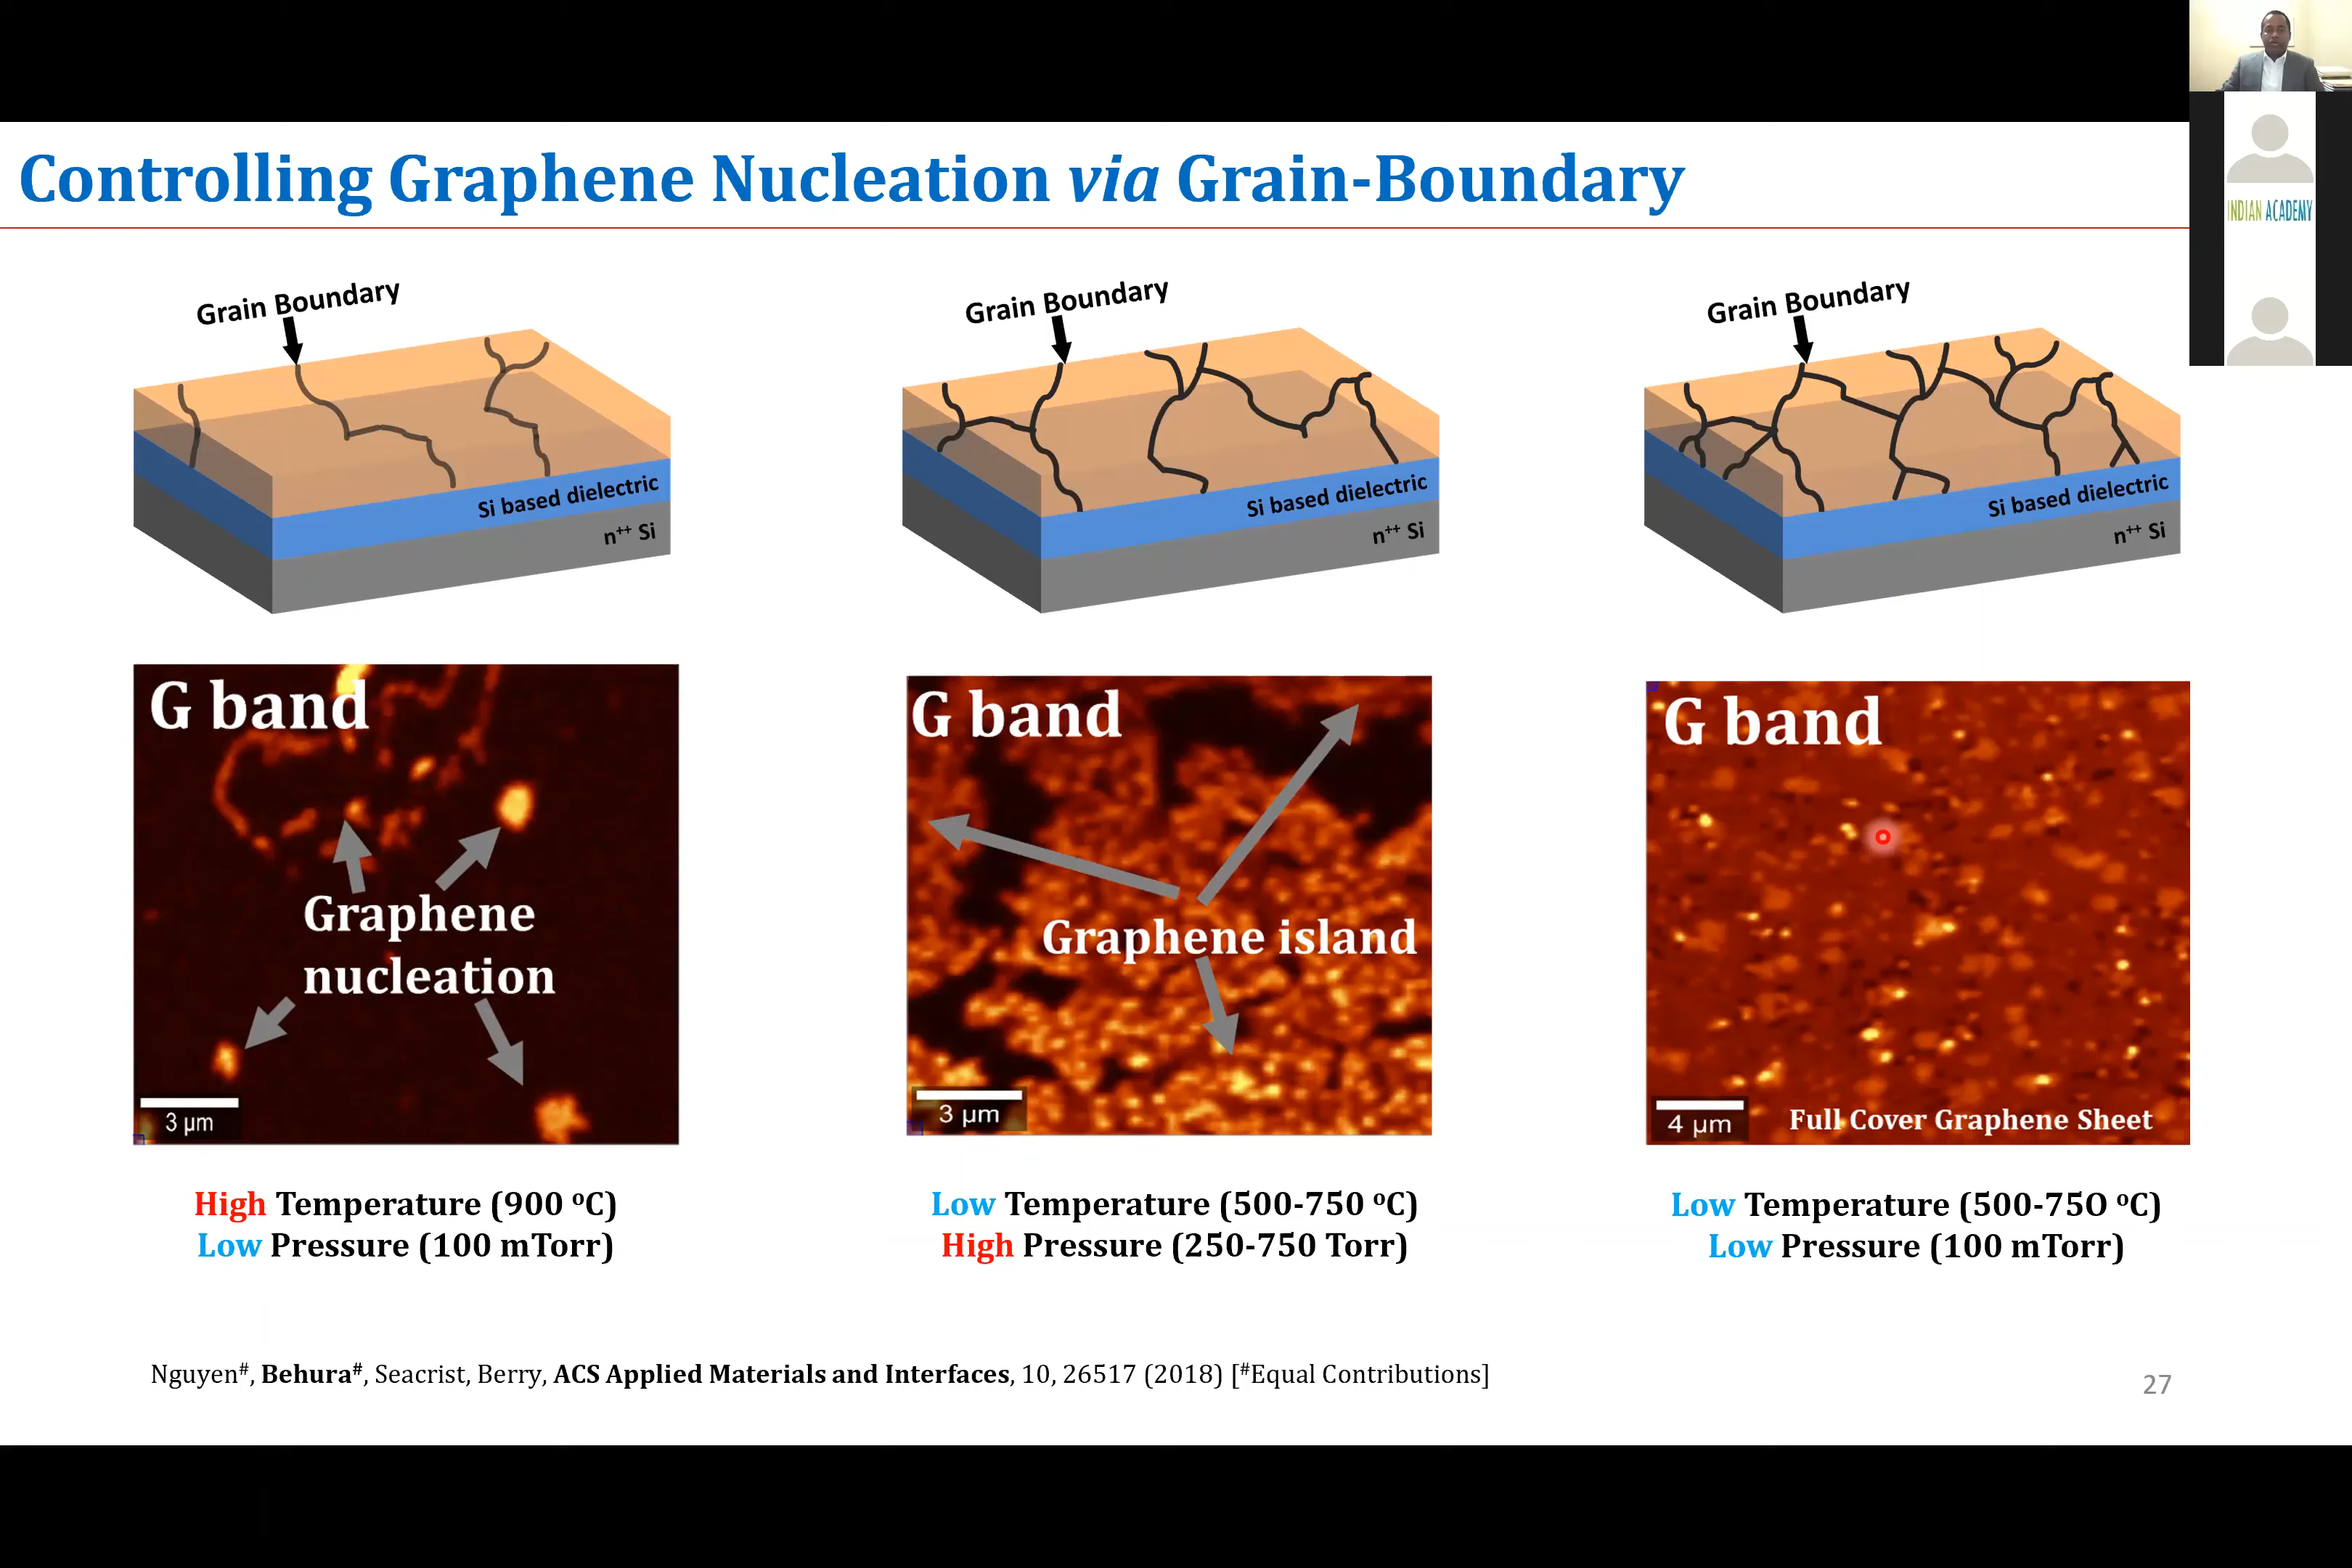 Controlling Graphene Nucleation via Grain-Boundary
INDIAN ACADEMY
Grain Boundary
Si based dielectric
n++ Si
Grain Boundary
Si based dielectric
n++ Si
Grain Boundary
Si based dielectric
n++ Si
G band
Graphene
nucleation
3 μm
G band
Graphene island
3 μm
G band
4 μm
Full Cover Graphene Sheet
High Temperature (900 oC)
Low Pressure (100 mTorr)
Low Temperature (500-750 oC)
High Pressure (250-750 Torr)
Low Temperature (500-75O oC)
Low Pressure (100 mTorr)
Nguyen#, Behura#, Seacrist, Berry, ACS Applied Materials and Interfaces, 10, 26517 (2018) [#Equal Contributions]
27